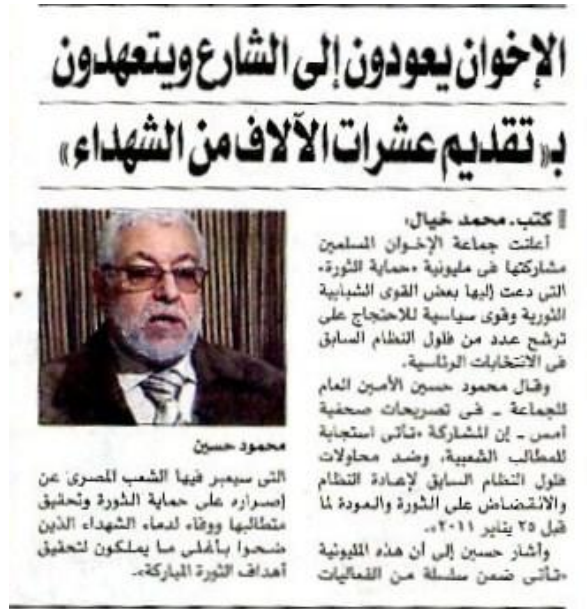 الإخوان يعودون إلى الشارع ويتعهدون
بـ«تقديم عشرات الآلاف من الشهداء»
كتب ـ محمد خيال:
أعلنت جماعة الإخوان المسلمين
مشاركتها فى مليونية «حماية الثورة»
التى دعت إليها بعض القوى الشبابية
الثورية وقوى سياسية للاحتجاج على
ترشح عدد من فلول النظام السابق
فى الانتخابات الرئاسية.
وقال محمود حسين الأمين العام
للجماعة ـ فى تصريحات صحفية
أمس ـ إن المشاركة «تأتى استجابة
للمطالب الشعبية، وضد محاولات
فلول النظام السابق لإعادة النظام
والانقضاض على الثورة والعودة لما
قبل ٢٥ يناير ٢٠١١».
وأشار حسين إلى أن هذه المليونية
«تأتى ضمن سلسلة من الفعاليات
محمود حسين
التى سيعبر فيها الشعب المصرى عن
إصراره على حماية الثورة وتحقيق
متطالبها ووفاء لدماء الشهداء الذين
ضحوا بأغلى ما يملكون لتحقيق
أهداف الثورة المباركة».